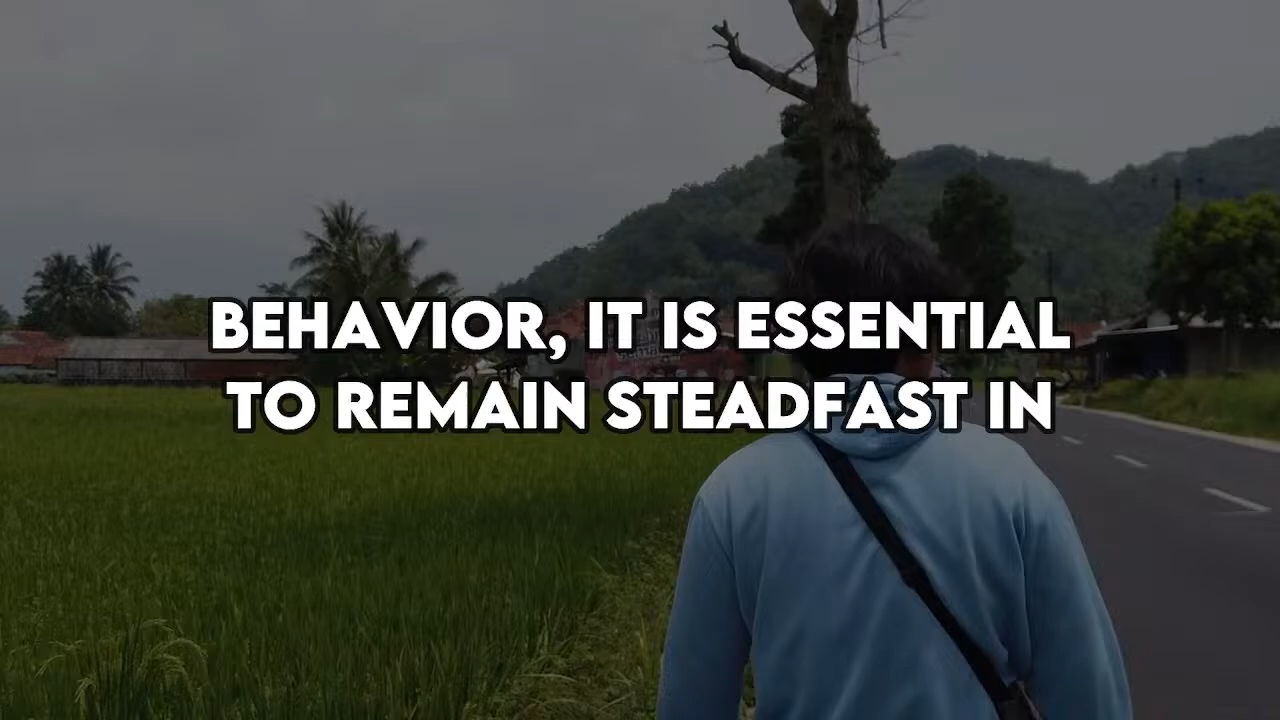 BEHAVIOR, IT IS ESSENTIAL
TO REMAIN STEADFAST IN